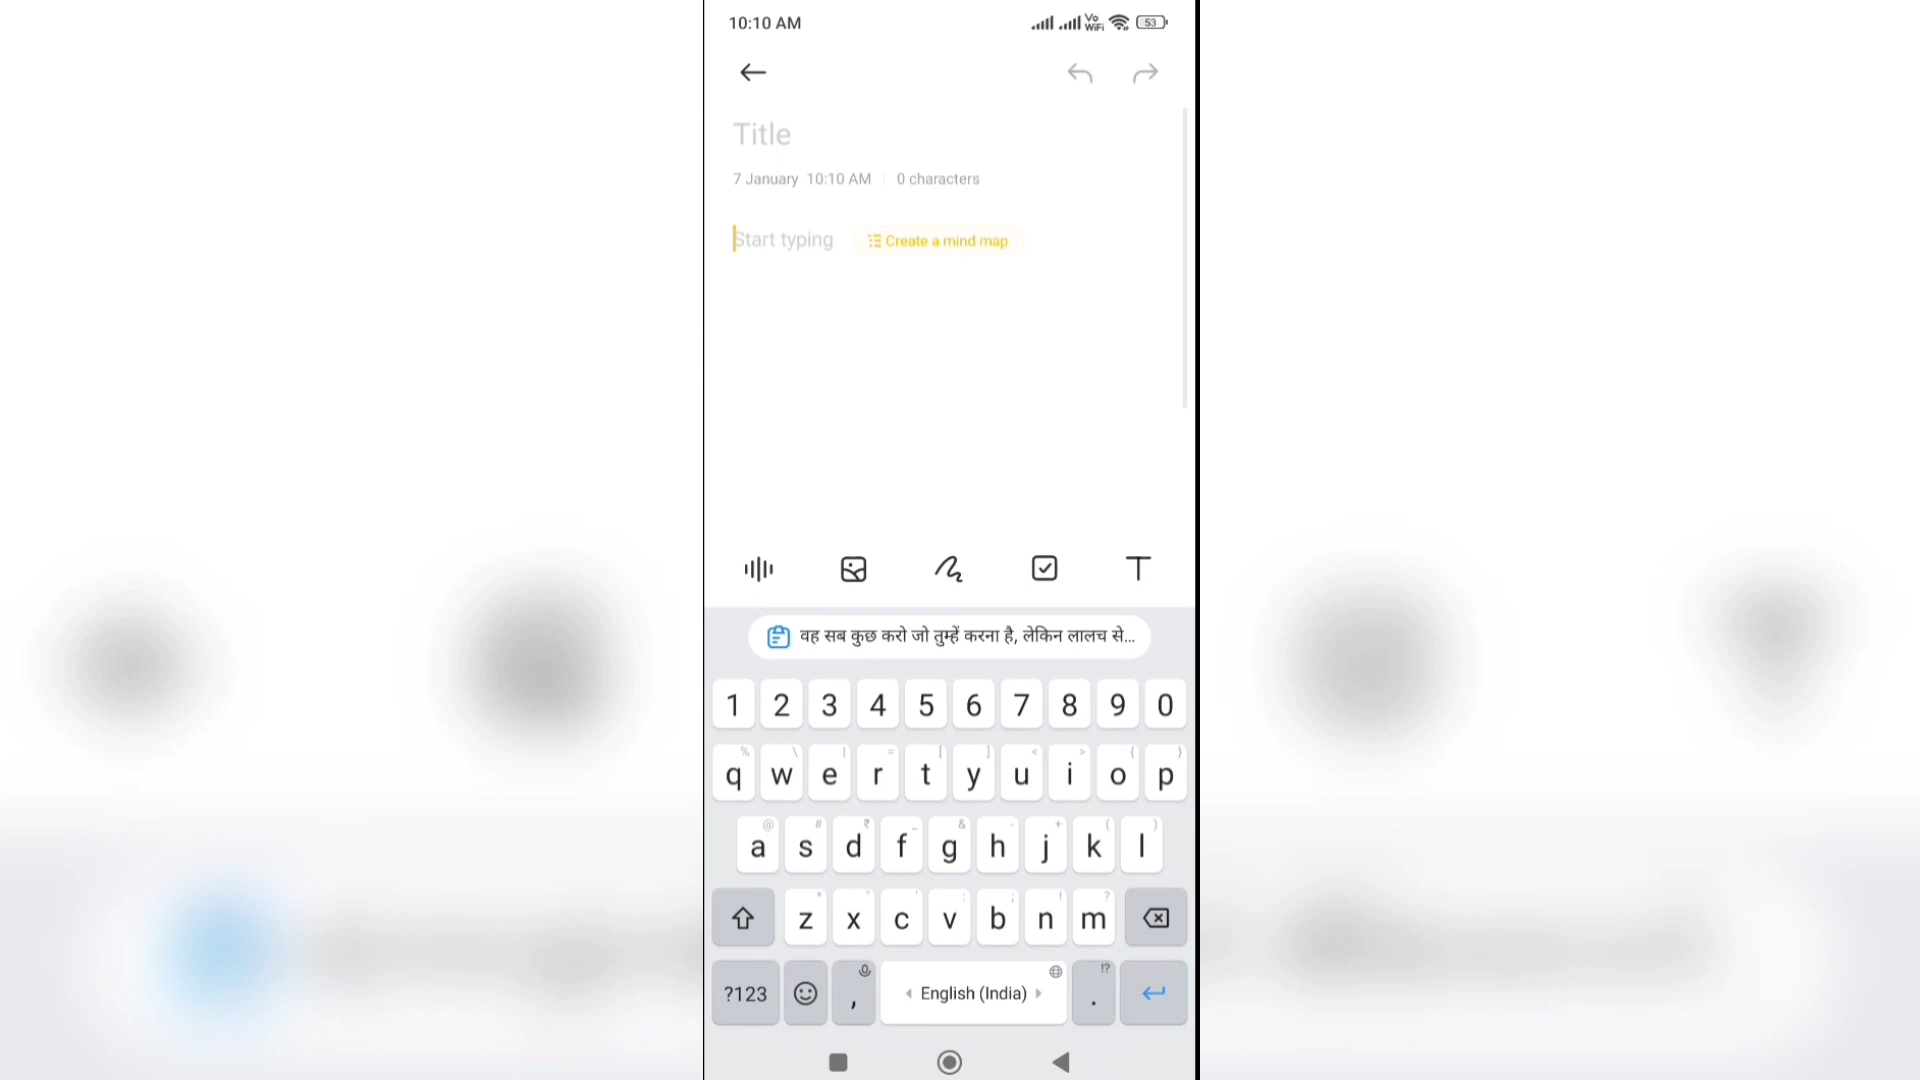 10:10 AM Vo WiFi 53
Title
7 January 10:10 AM 0 characters
Start typing Create a mind map
वह सब कुछ करो जो तुम्हें करना है, लेकिन लालच से...
1 2 3 4 5 6 7 8 9 0
% \ | = [ ] < > { }
q w e r t y u i o p
@ # ₹ _ & - + ( )
a s d f g h j k l
* " ' : ; ! ?
z x c v b n m
!?
?123 , English (India) .